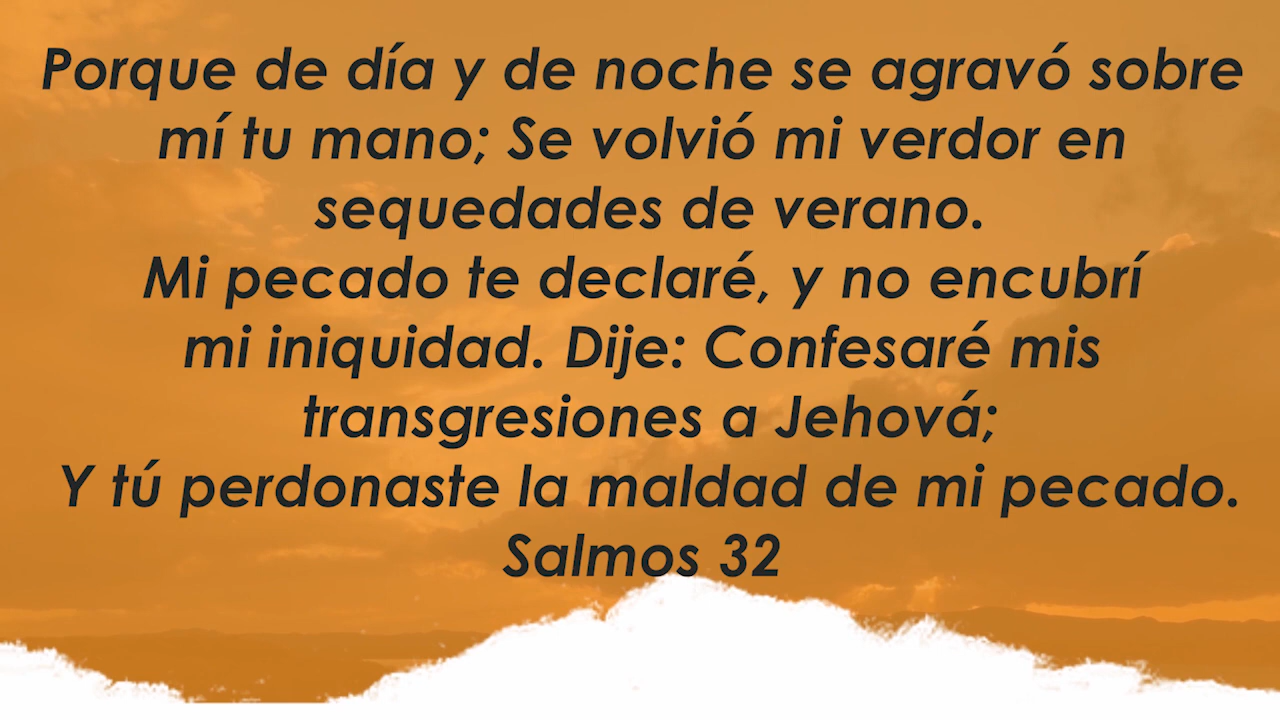 Porque de día y de noche se agravó sobre
mí tu mano; Se volvió mi verdor en
sequedades de verano.
Mi pecado te declaré, y no encubrí
mi iniquidad. Dije: Confesaré mis
transgresiones a Jehová;
Y tú perdonaste la maldad de mi pecado.
Salmos 32